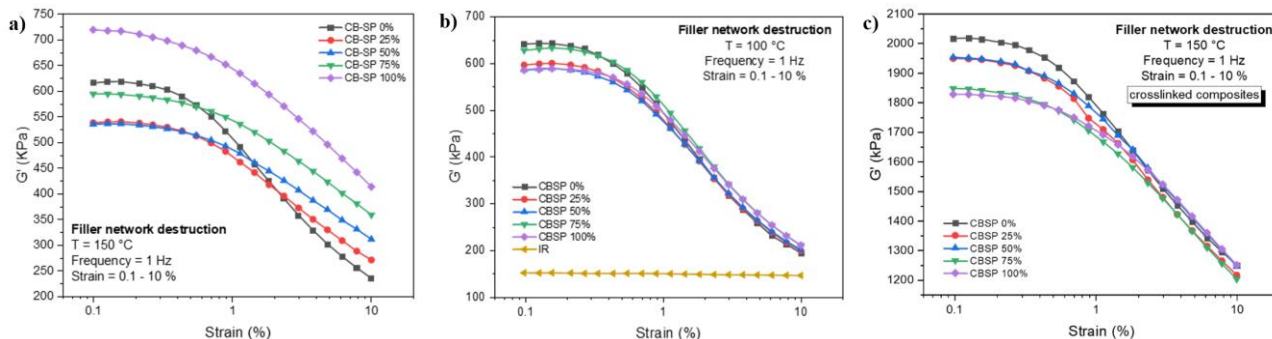 a)
750
700
650
600
550
500
450
400
350
300
250
200
G' (KPa)
CB-SP 0%
CB-SP 25%
CB-SP 50%
CB-SP 75%
CB-SP 100%
Filler network destruction
T = 150 °C
Frequency = 1 Hz
Strain = 0.1 - 10 %
0.1 1 10
Strain (%)
b)
700
600
500
400
300
200
100
G' (kPa)
Filler network destruction
T = 100 °C
Frequency = 1 Hz
Strain = 0.1 - 10 %
CBSP 0%
CBSP 25%
CBSP 50%
CBSP 75%
CBSP 100%
IR
0.1 1 10
Strain (%)
c)
2100
2000
1900
1800
1700
1600
1500
1400
1300
1200
G' (kPa)
Filler network destruction
T = 150 °C
Frequency = 1 Hz
Strain = 0.1 - 10 %
crosslinked composites
CBSP 0%
CBSP 25%
CBSP 50%
CBSP 75%
CBSP 100%
0.1 1 10
Strain (%)